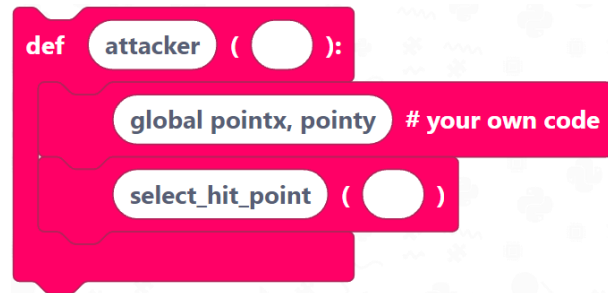 def attacker ( ):
global pointx, pointy # your own code
select_hit_point ( )